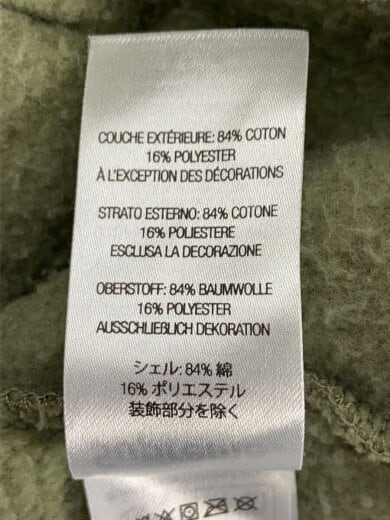 COUCHE EXTÉRIEURE: 84% COTON
16% POLYESTER
À L'EXCEPTION DES DÉCORATIONS
STRATO ESTERNO: 84% COTONE
16% POLIESTERE
ESCLUSA LA DECORAZIONE
OBERSTOFF: 84% BAUMWOLLE
16% POLYESTER
AUSSCHLIEẞLICH DEKORATION
シェル: 84% 綿
16% ポリエステル
装飾部分を除く